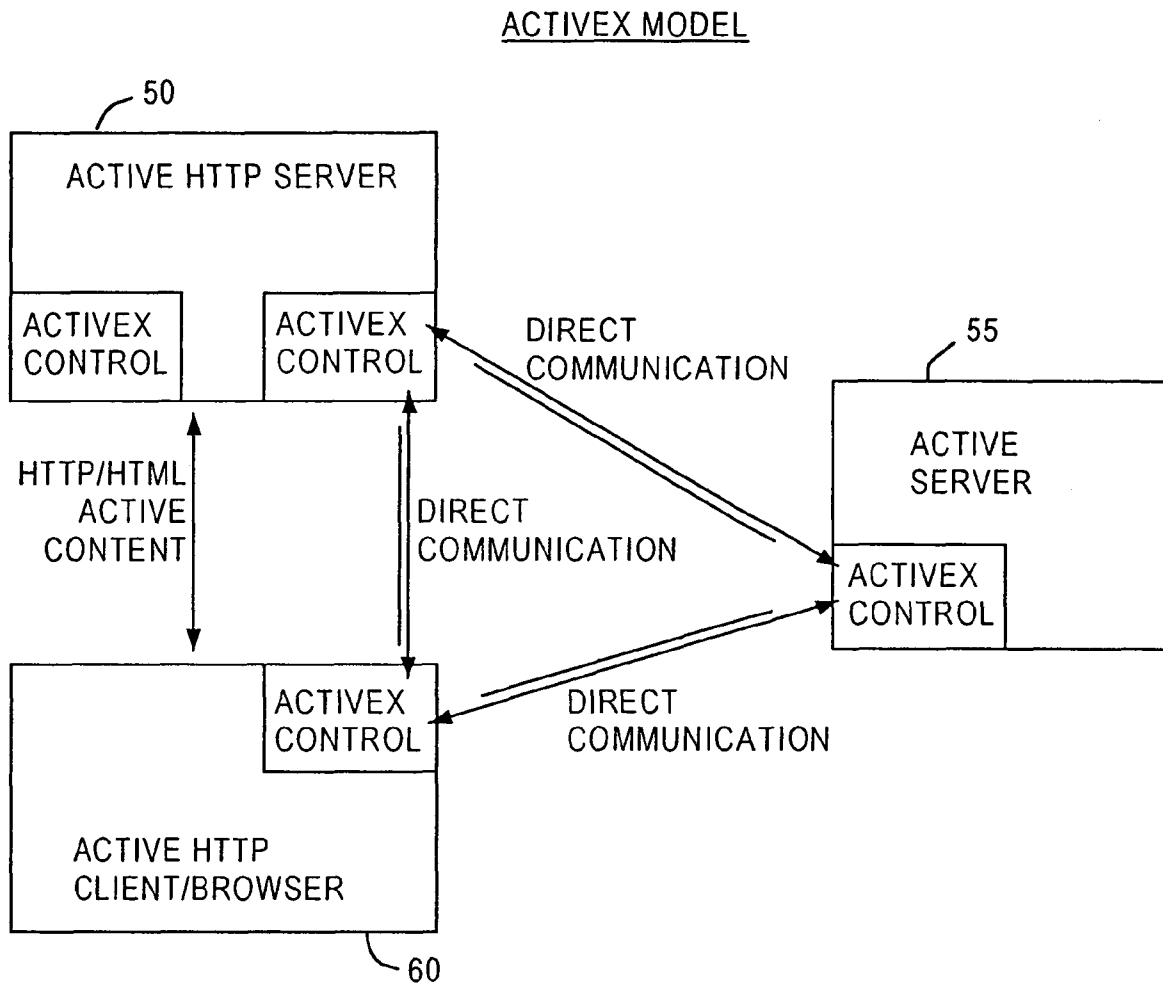 ACTIVEX MODEL
50
ACTIVE HTTP SERVER
ACTIVEX
CONTROL
ACTIVEX
CONTROL
DIRECT
COMMUNICATION
55
ACTIVE
SERVER
HTTP/HTML
ACTIVE
CONTENT
DIRECT
COMMUNICATION
ACTIVEX
CONTROL
ACTIVEX
CONTROL
DIRECT
COMMUNICATION
ACTIVE HTTP
CLIENT/BROWSER
60